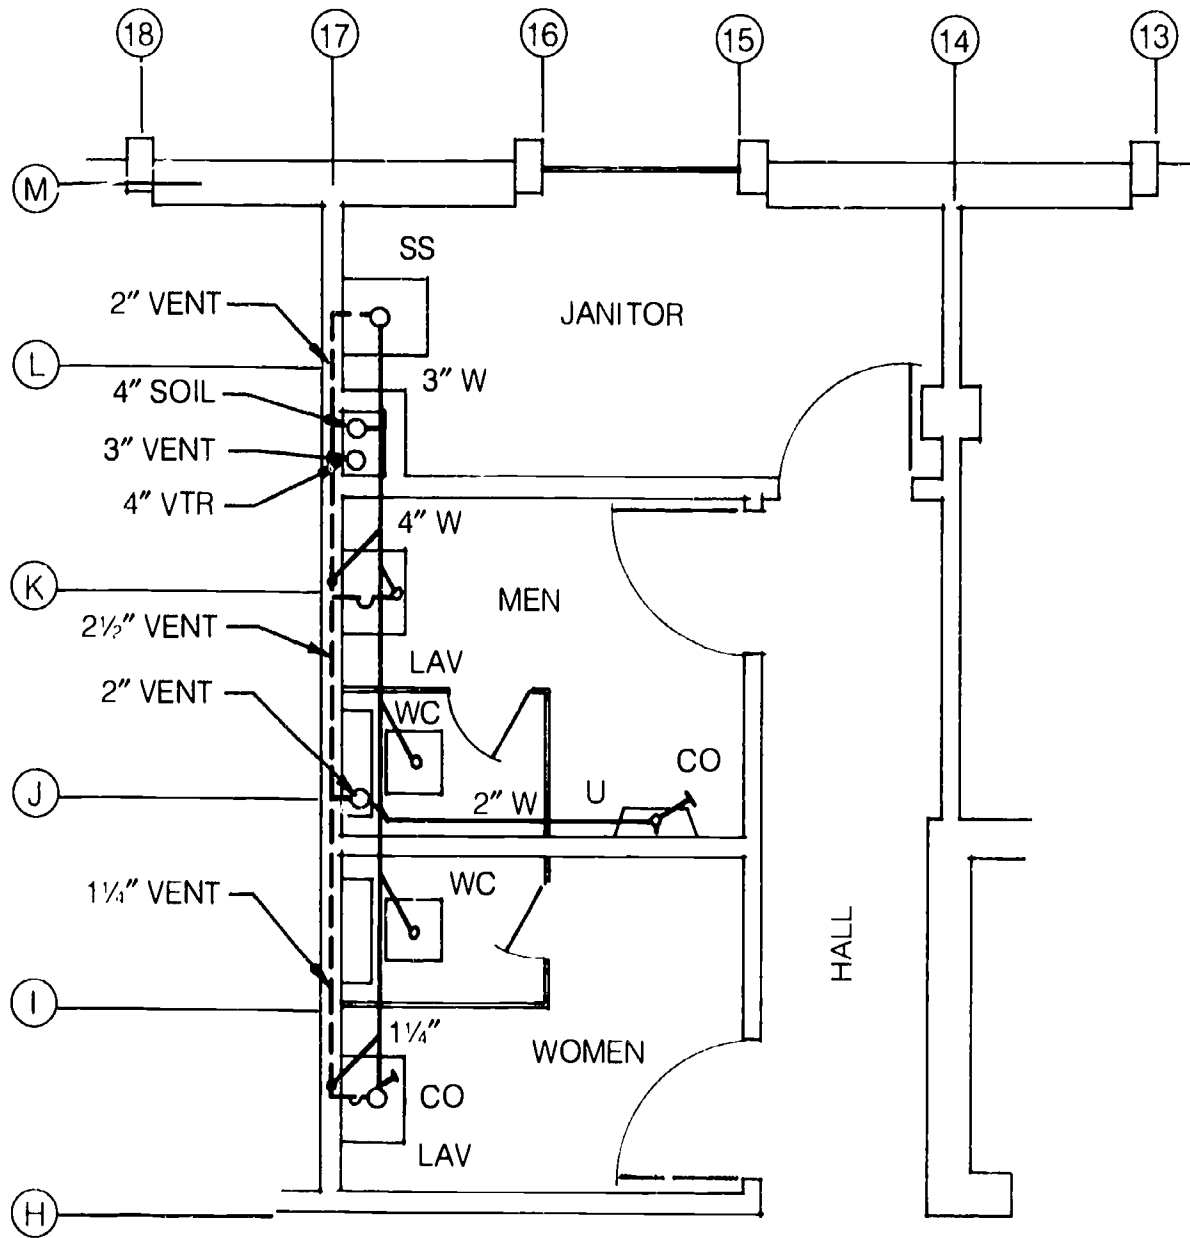 18
17
16
15
14
13
M
SS
2" VENT
JANITOR
L
3" W
4" SOIL
3" VENT
4" VTR
4" W
K
MEN
2½" VENT
LAV
2" VENT
WC
CO
J
2" W
U
1¼" VENT
WC
HALL
I
1¼"
WOMEN
CO
LAV
H